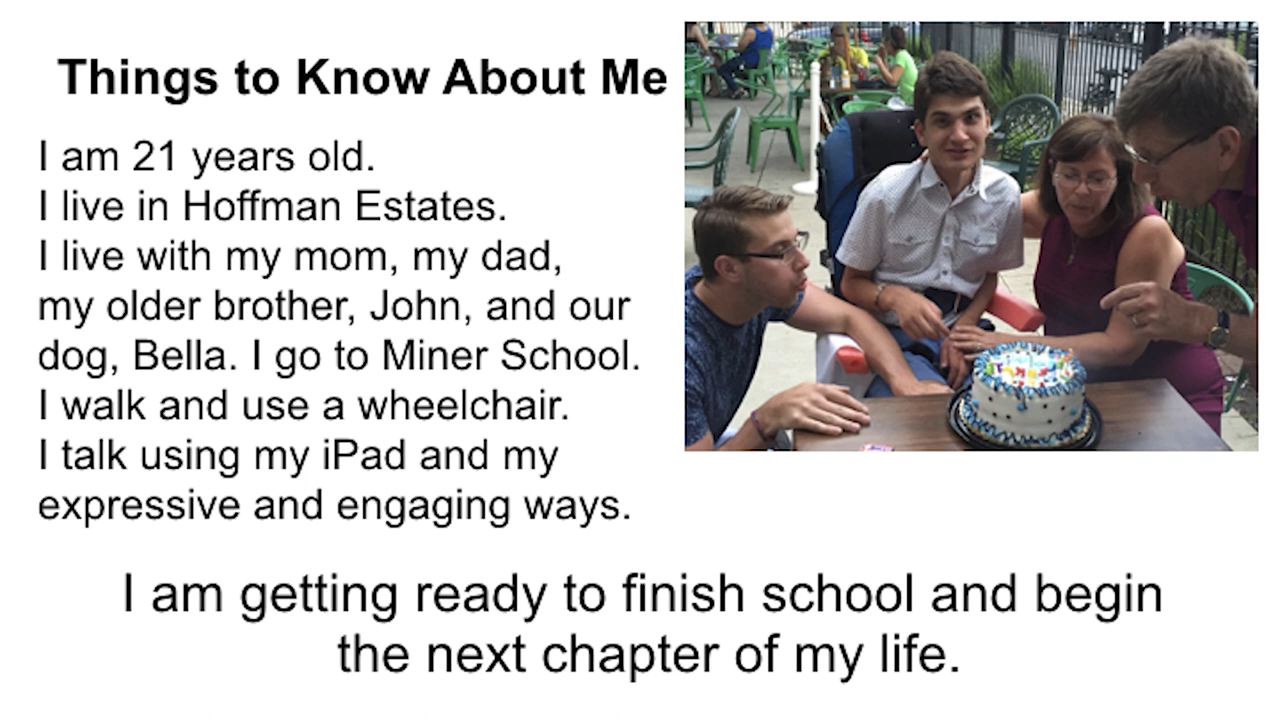 Things to Know About Me
I am 21 years old.
I live in Hoffman Estates.
I live with my mom, my dad,
my older brother, John, and our
dog, Bella. I go to Miner School.
I walk and use a wheelchair.
I talk using my iPad and my
expressive and engaging ways.
I am getting ready to finish school and begin
the next chapter of my life.